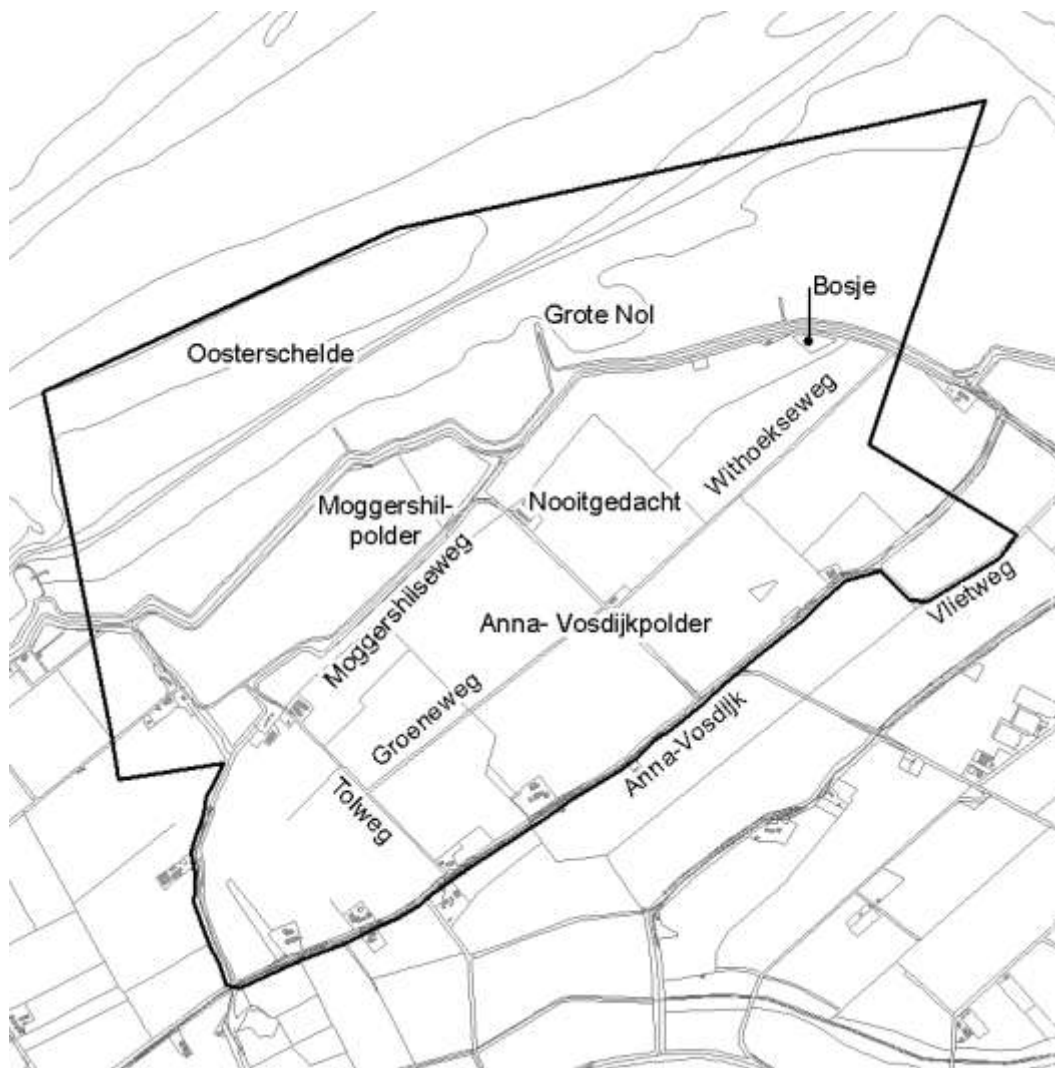 Bosje
Grote Nol
Oosterschelde
Withoekseweg
Nooitgedacht
Moggershil-
polder
Moggershilseweg
Anna- Vosdijkpolder
Vlietweg
Groeneweg
Anna-Vosdijk
Tolweg